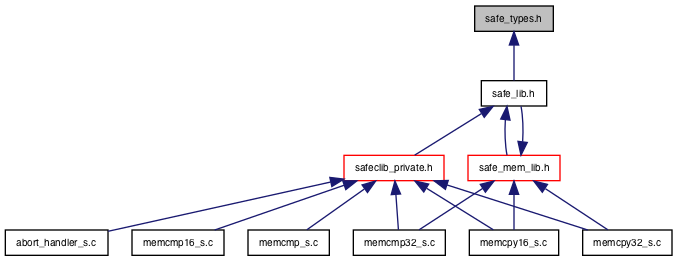 safe_types.h
safe_lib.h
safeclib_private.h
safe_mem_lib.h
abort_handler_s.c
memcmp16_s.c
memcmp_s.c
memcmp32_s.c
memcpy16_s.c
memcpy32_s.c